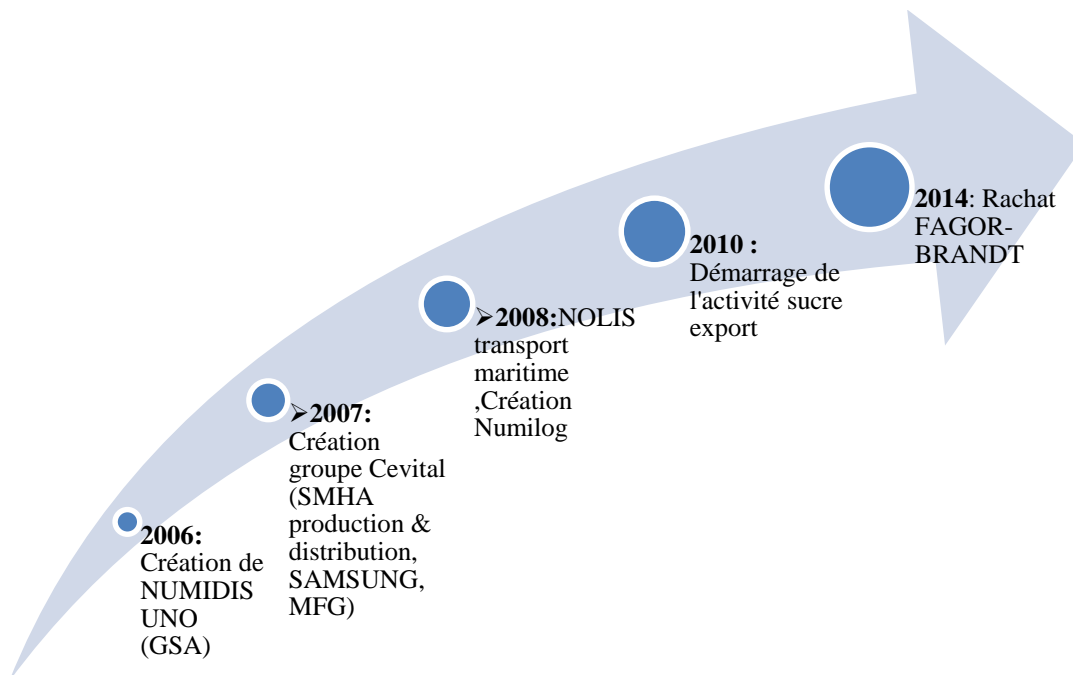 2006:
Création de
NUMIDIS
UNO
(GSA)
➢2007:
Création
groupe Cevital
(SMHA
production &
distribution,
SAMSUNG,
MFG)
➢2008:NOLIS
transport
maritime
,Création
Numilog
2010 :
Démarrage de
l'activité sucre
export
2014: Rachat
FAGOR-
BRANDT